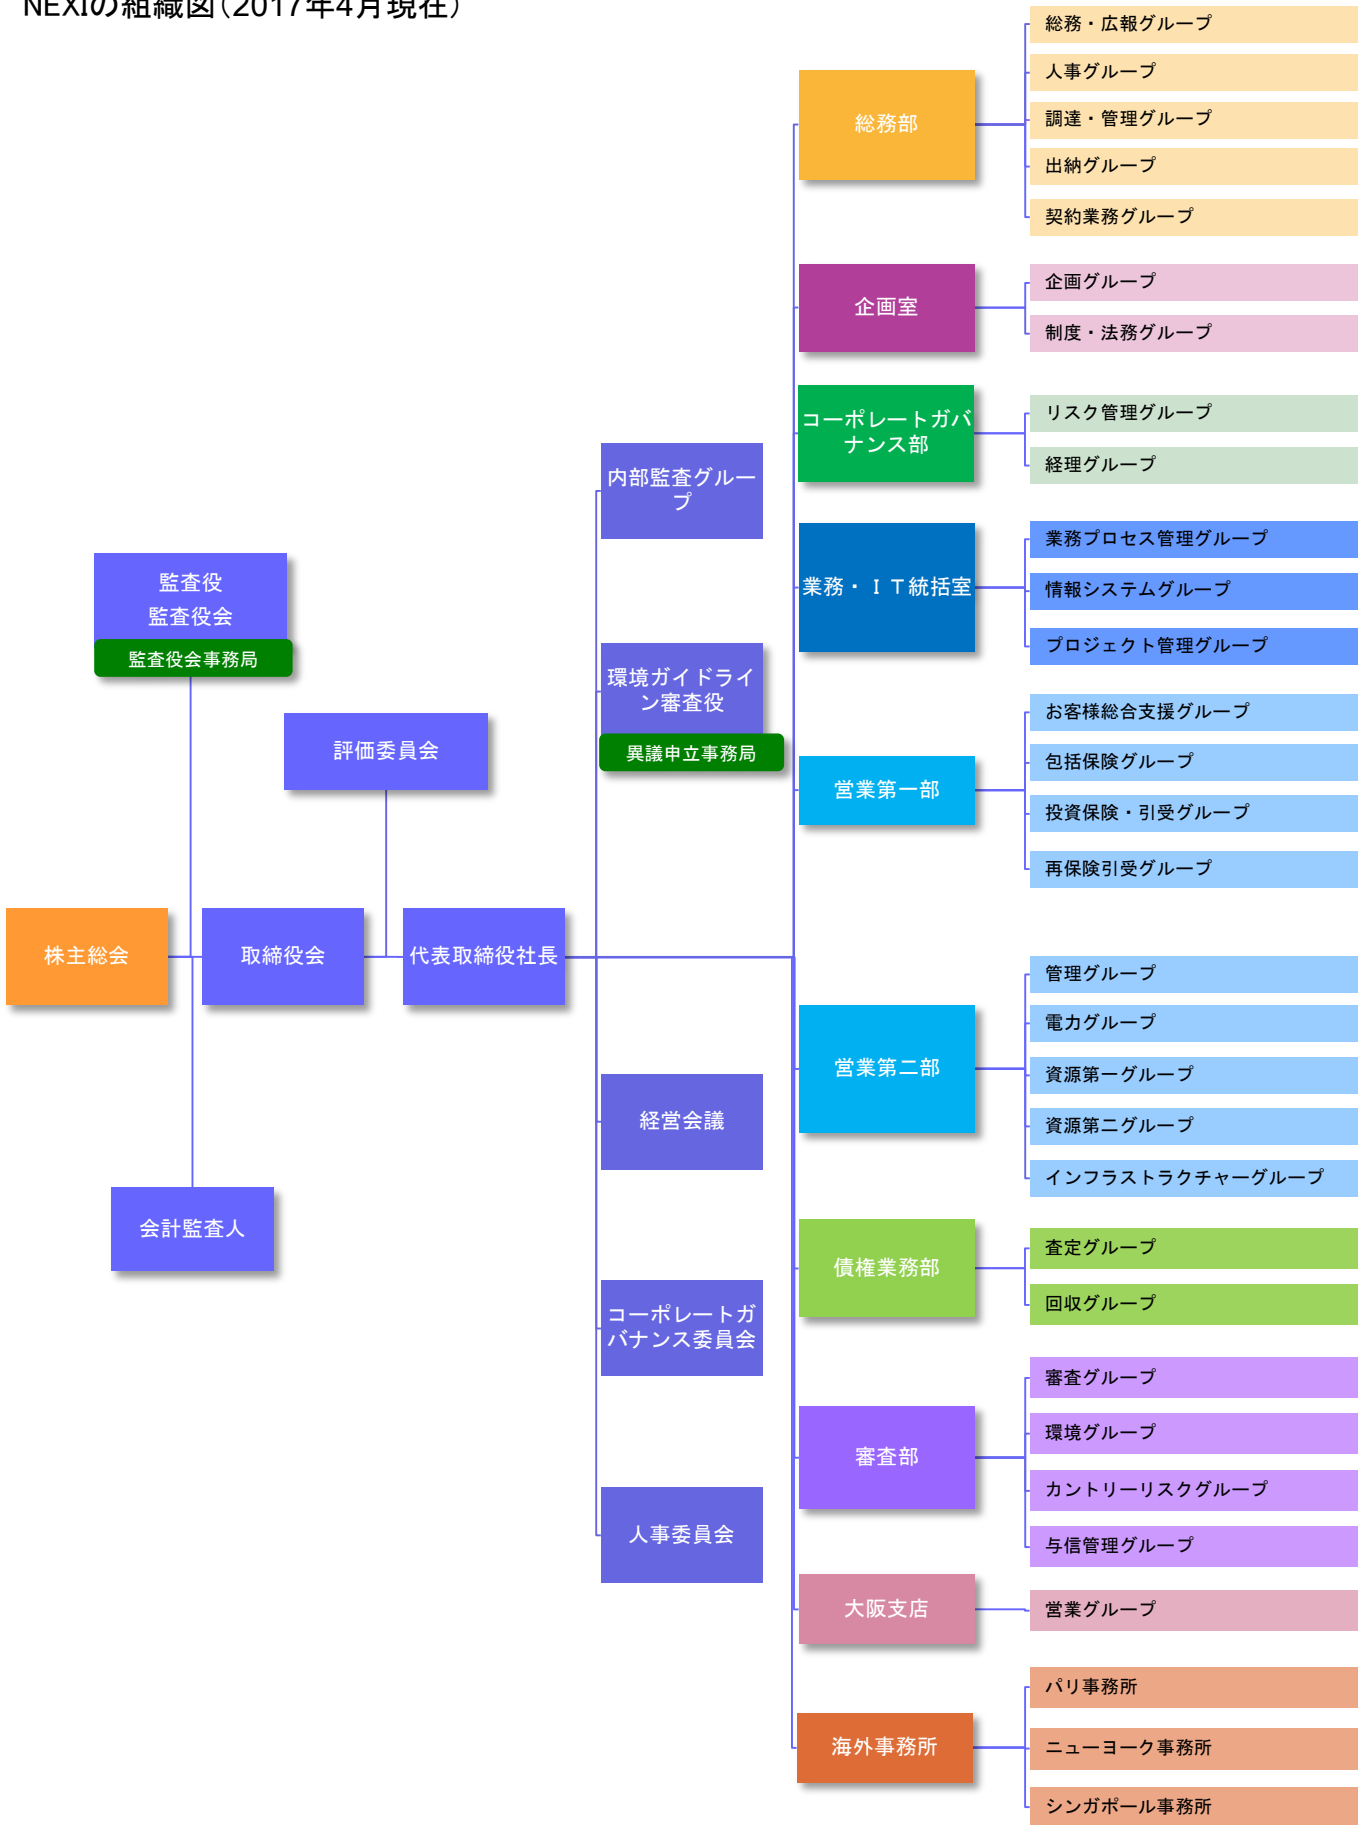 NEXIの組織図（2017年4月現在）
株主総会
監査役
監査役会
監査役会事務局
会計監査人
取締役会
評価委員会
代表取締役社長
内部監査グルー
プ
環境ガイドライ
ン審査役
異議申立事務局
経営会議
コーポレートガ
バナンス委員会
人事委員会
総務部
総務・広報グループ
人事グループ
調達・管理グループ
出納グループ
契約業務グループ
企画室
企画グループ
制度・法務グループ
コーポレートガバ
ナンス部
リスク管理グループ
経理グループ
業務・ＩＴ統括室
業務プロセス管理グループ
情報システムグループ
プロジェクト管理グループ
営業第一部
お客様総合支援グループ
包括保険グループ
投資保険・引受グループ
再保険引受グループ
営業第二部
管理グループ
電力グループ
資源第一グループ
資源第二グループ
インフラストラクチャーグループ
債権業務部
査定グループ
回収グループ
審査部
審査グループ
環境グループ
カントリーリスクグループ
与信管理グループ
大阪支店
営業グループ
海外事務所
パリ事務所
ニューヨーク事務所
シンガポール事務所